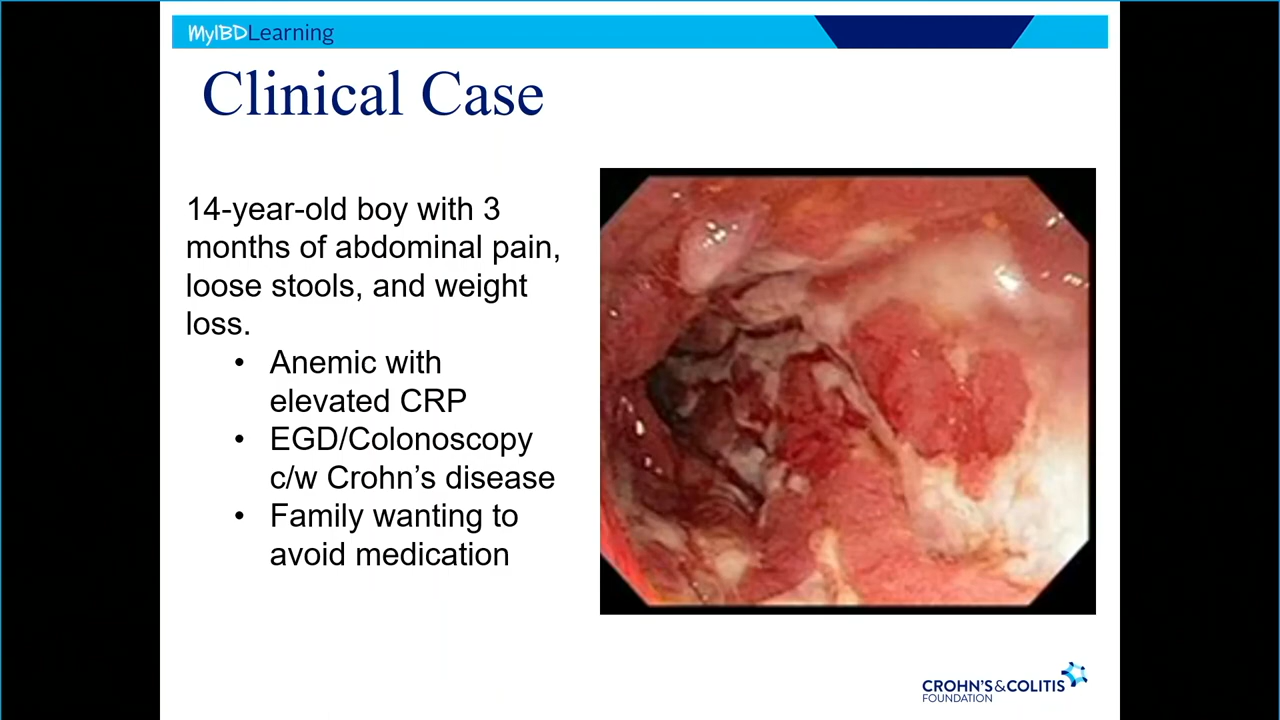 MyIBDLearning
Clinical Case
14-year-old boy with 3
months of abdominal pain,
loose stools, and weight
loss.
• Anemic with
elevated CRP
• EGD/Colonoscopy
c/w Crohn’s disease
• Family wanting to
avoid medication
CROHN'S&COLITIS
FOUNDATION